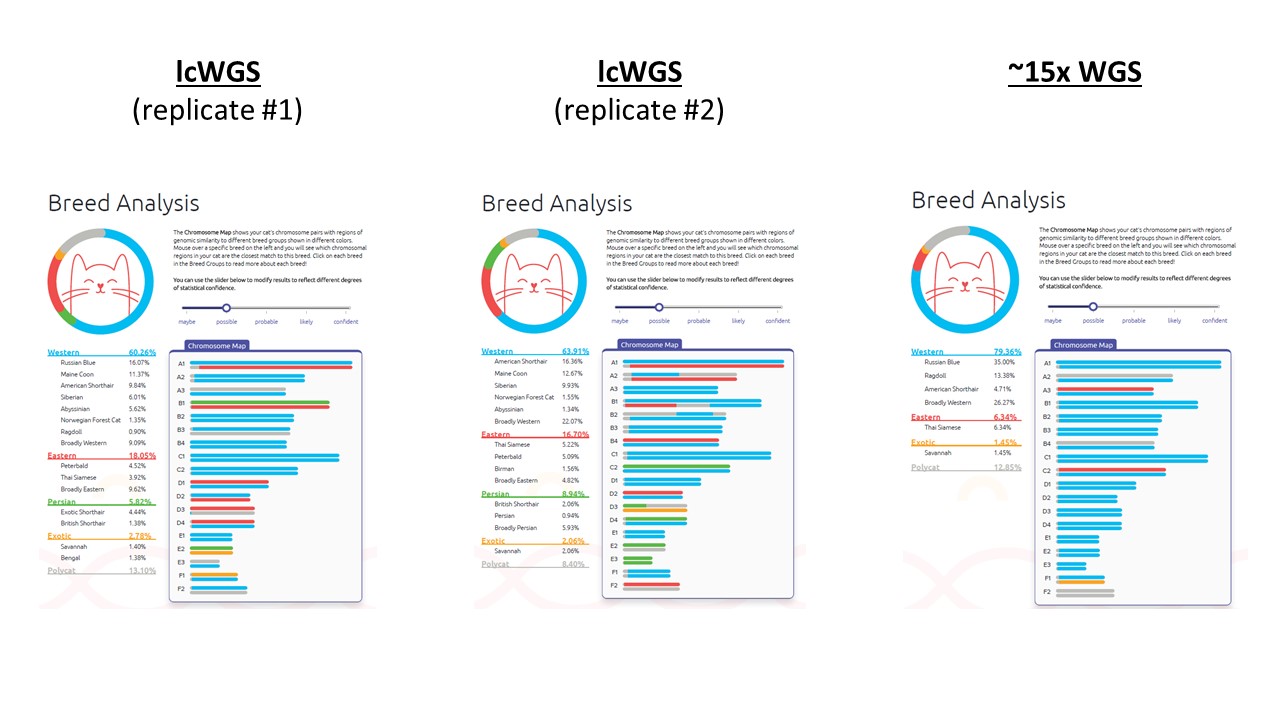 lcWGS
(replicate #1)
lcWGS
(replicate #2)
~15x WGS
Breed Analysis
The Chromosome Map shows your cat's chromosome pairs with regions of
genomic similarity to different breed groups shown in different colors.
Mouse over a specific breed on the left and you will see which chromosomal
regions in your cat are the closest match to this breed. Click on each breed
in the Breed Groups to read more about each breed!
You can use the slider below to modify results to reflect different degrees
of statistical confidence.
maybe possible probable likely confident
Western 60.26%
Russian Blue 16.07%
Maine Coon 11.37%
American Shorthair 9.84%
Siberian 6.01%
Abyssinian 5.62%
Norwegian Forest Cat 1.35%
Ragdoll 0.90%
Broadly Western 9.09%
Eastern 18.05%
Peterbald 4.52%
Thai Siamese 3.92%
Broadly Eastern 9.62%
Persian 5.82%
Exotic Shorthair 4.44%
British Shorthair 1.38%
Exotic 2.78%
Savannah 1.40%
Bengal 1.38%
Polycat 13.10%
Chromosome Map
A1
A2
A3
B1
B2
B3
B4
C1
C2
D1
D2
D3
D4
E1
E2
E3
F1
F2
Breed Analysis
The Chromosome Map shows your cat's chromosome pairs with regions of
genomic similarity to different breed groups shown in different colors.
Mouse over a specific breed on the left and you will see which chromosomal
regions in your cat are the closest match to this breed. Click on each breed
in the Breed Groups to read more about each breed!
You can use the slider below to modify results to reflect different degrees
of statistical confidence.
maybe possible probable likely confident
Western 63.91%
American Shorthair 16.36%
Maine Coon 12.67%
Siberian 9.93%
Norwegian Forest Cat 1.55%
Abyssinian 1.34%
Broadly Western 22.07%
Eastern 16.70%
Thai Siamese 5.22%
Peterbald 5.09%
Birman 1.56%
Broadly Eastern 4.82%
Persian 8.94%
British Shorthair 2.06%
Persian 0.94%
Broadly Persian 5.93%
Exotic 2.06%
Savannah 2.06%
Polycat 8.40%
Chromosome Map
A1
A2
A3
B1
B2
B3
B4
C1
C2
D1
D2
D3
D4
E1
E2
E3
F1
F2
Breed Analysis
The Chromosome Map shows your cat's chromosome pairs with regions of
genomic similarity to different breed groups shown in different colors.
Mouse over a specific breed on the left and you will see which chromosomal
regions in your cat are the closest match to this breed. Click on each breed
in the Breed Groups to read more about each breed!
You can use the slider below to modify results to reflect different degrees
of statistical confidence.
maybe possible probable likely confident
Western 79.36%
Russian Blue 35.00%
Ragdoll 13.38%
American Shorthair 4.71%
Broadly Western 26.27%
Eastern 6.34%
Thai Siamese 6.34%
Exotic 1.45%
Savannah 1.45%
Polycat 12.85%
Chromosome Map
A1
A2
A3
B1
B2
B3
B4
C1
C2
D1
D2
D3
D4
E1
E2
E3
F1
F2